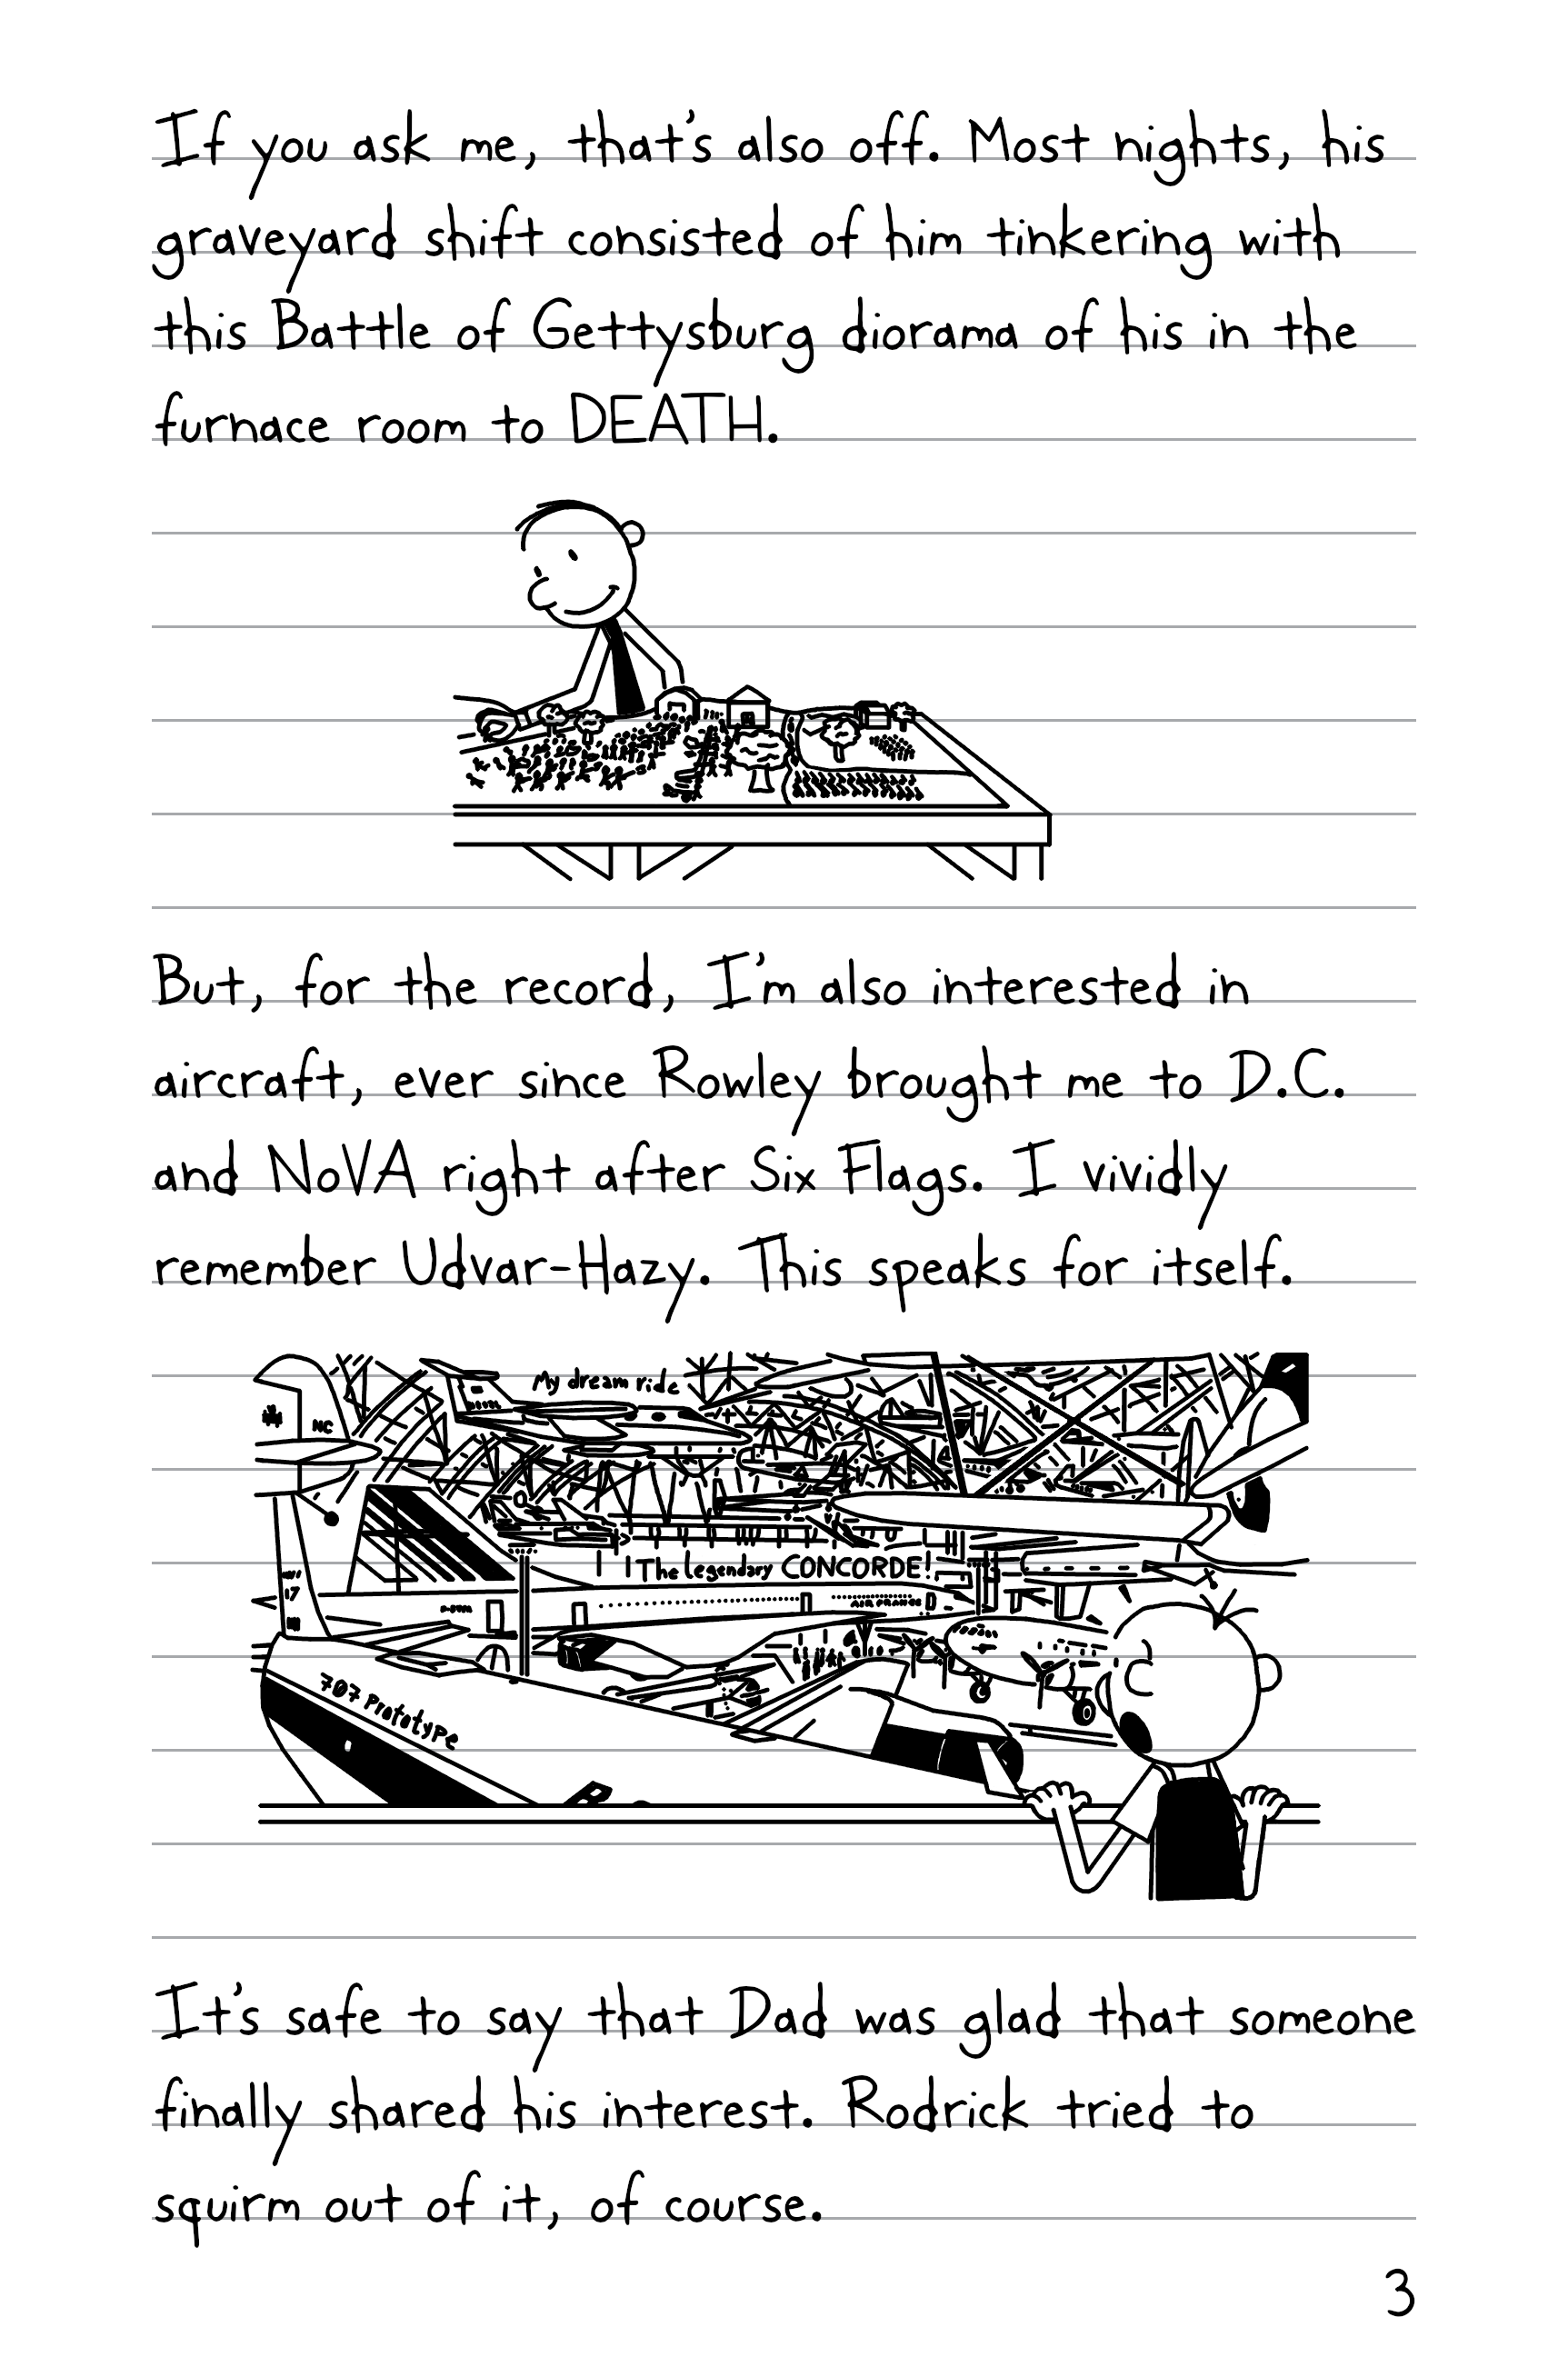 If you ask me, that's also off. Most nights, his
graveyard shift consisted of him tinkering with
this Battle of Gettysburg diorama of his in the
furnace room to DEATH.
But, for the record, I'm also interested in
aircraft, ever since Rowley brought me to D.C.
and NoVA right after Six Flags. I vividly
remember Udvar-Hazy. This speaks for itself.
My dream ride
NC
The legendary CONCORDE!
17
AIR FRANCE
707 Prototype
It's safe to say that Dad was glad that someone
finally shared his interest. Rodrick tried to
squirm out of it, of course.
3